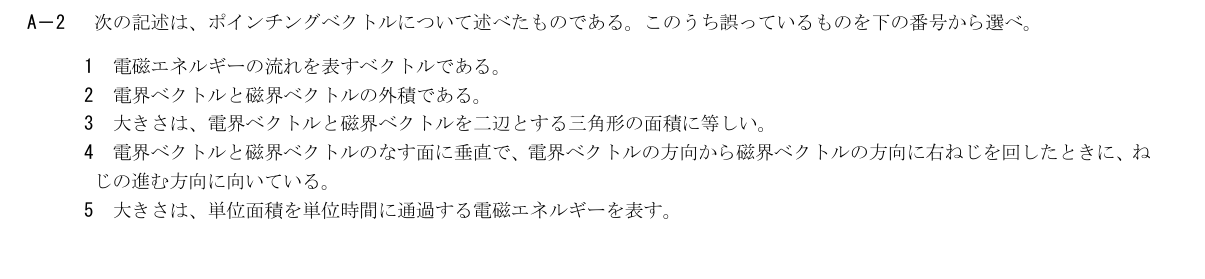 A-2 次の記述は、ポインチングベクトルについて述べたものである。このうち誤っているものを下の番号から選べ。
1 電磁エネルギーの流れを表すベクトルである。
2 電界ベクトルと磁界ベクトルの外積である。
3 大きさは、電界ベクトルと磁界ベクトルを二辺とする三角形の面積に等しい。
4 電界ベクトルと磁界ベクトルのなす面に垂直で、電界ベクトルの方向から磁界ベクトルの方向に右ねじを回したときに、ね
じの進む方向に向いている。
5 大きさは、単位面積を単位時間に通過する電磁エネルギーを表す。